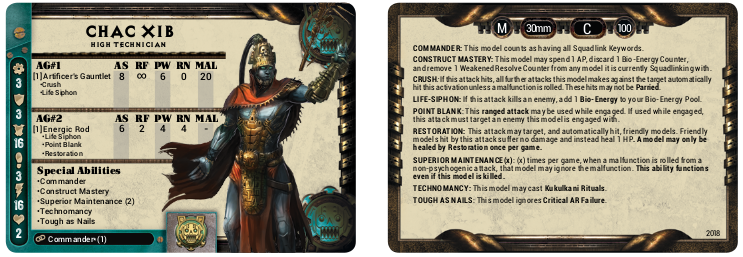 CHAC XIB
HIGH TECHNICIAN
AG#1 AS RF PW RN MAL
[1]Artificer's Gauntlet 8 ∞ 6 0 20
•Crush
•Life Siphon
AG#2 AS RF PW RN MAL
[1]Energic Rod 6 2 4 4 -
•Life Siphon
•Point Blank
•Restoration
Special Abilities
•Commander
•Construct Mastery
•Superior Maintenance (2)
•Technomancy
•Tough as Nails
3
3
16
3
16
2
Commander (1)
M 30mm C 100
COMMANDER: This model counts as having all Squadlink Keywords.
CONSTRUCT MASTERY: This model may spend 1 AP, discard 1 Bio-Energy Counter,
and remove 1 Weakened Resolve Counter from any model it is currently Squadlinking with.
CRUSH: If this attack hits, all further attacks this model makes against the target automatically
hit this activation unless a malfunction is rolled. These hits may not be Parried.
LIFE-SIPHON: If this attack kills an enemy, add 1 Bio-Energy to your Bio-Energy Pool.
POINT BLANK: This ranged attack may be used while engaged. If used while engaged,
this attack must target an enemy this model is engaged with.
RESTORATION: This attack may target, and automatically hit, friendly models. Friendly
models hit by this attack suffer no damage and instead heal 1 HP. A model may only be
healed by Restoration once per game.
SUPERIOR MAINTENANCE(x): (x) times per game, when a malfunction is rolled from a
non-psychogenic attack, that model may ignore the malfunction. This ability functions
even if this model is killed.
TECHNOMANCY: This model may cast Kukulkani Rituals.
TOUGH AS NAILS: This model ignores Critical AR Failure.
2018